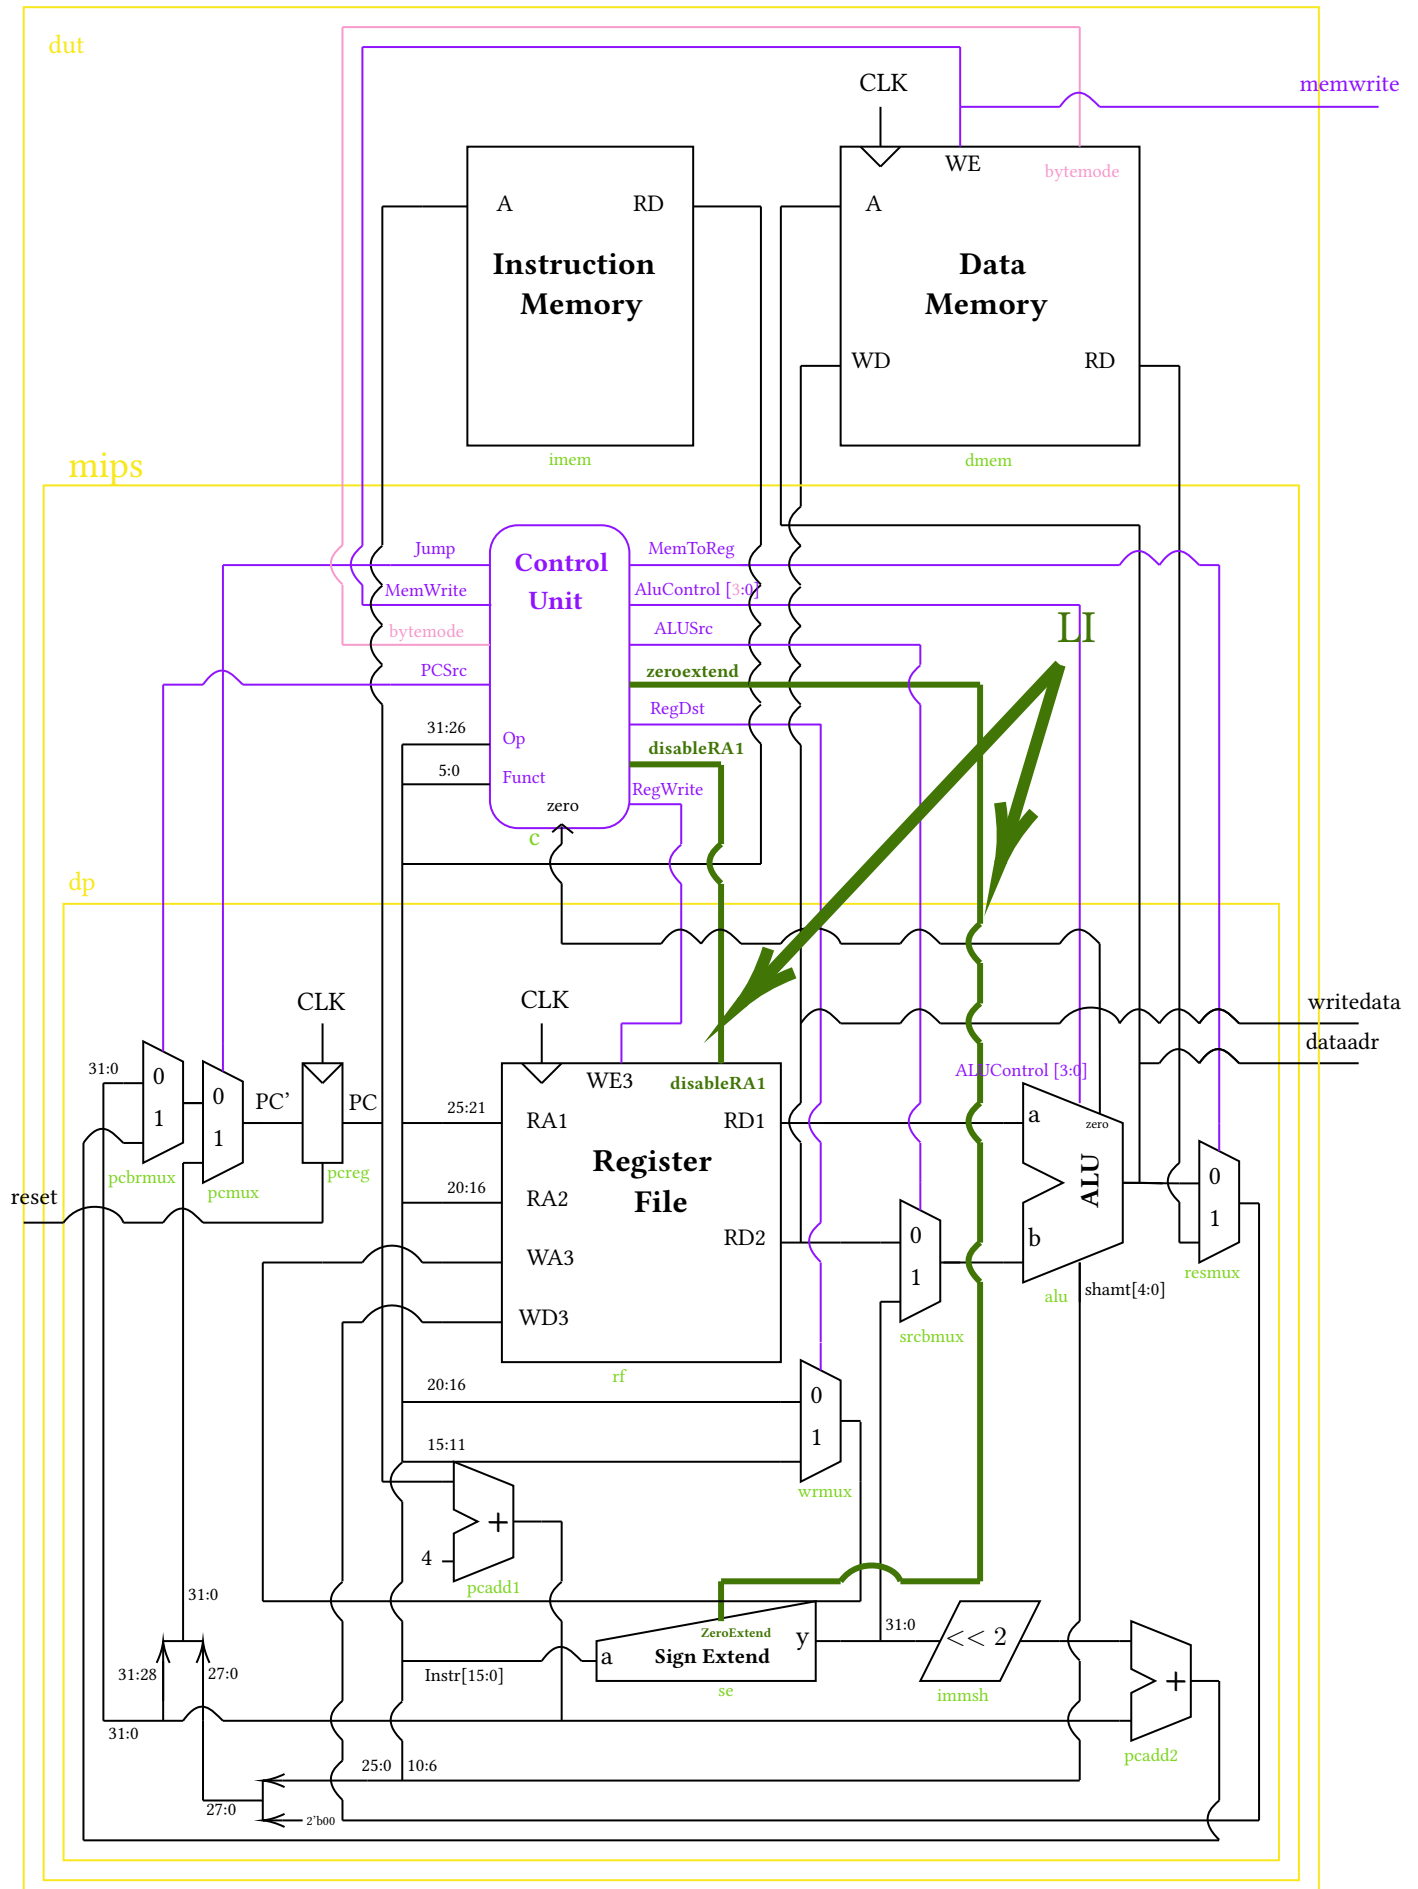 dut
CLK
memwrite
WE
bytemode
A
RD
A
Instruction
Memory
Data
Memory
WD
RD
imem
dmem
mips
Jump
Control
Unit
MemToReg
MemWrite
AluControl [3:0]
bytemode
ALUSrc
LI
PCSrc
zeroextend
RegDst
31:26
Op
disableRA1
5:0
Funct
RegWrite
zero
c
dp
CLK
CLK
writedata
dataadr
31:0
0
1
0
1
PC’
PC
WE3
disableRA1
ALUControl [3:0]
25:21
RA1
RD1
a
zero
Register
File
ALU
pcbrmux
pcmux
pcreg
reset
20:16
RA2
RD2
0
1
b
0
1
WA3
resmux
alu
shamt[4:0]
WD3
srcbmux
rf
20:16
0
1
15:11
wrmux
+
4
pcadd1
31:0
ZeroExtend
Sign Extend
a
y
31:0
<< 2
31:28
27:0
Instr[15:0]
se
immsh
+
31:0
pcadd2
25:0
10:6
27:0
2'b00